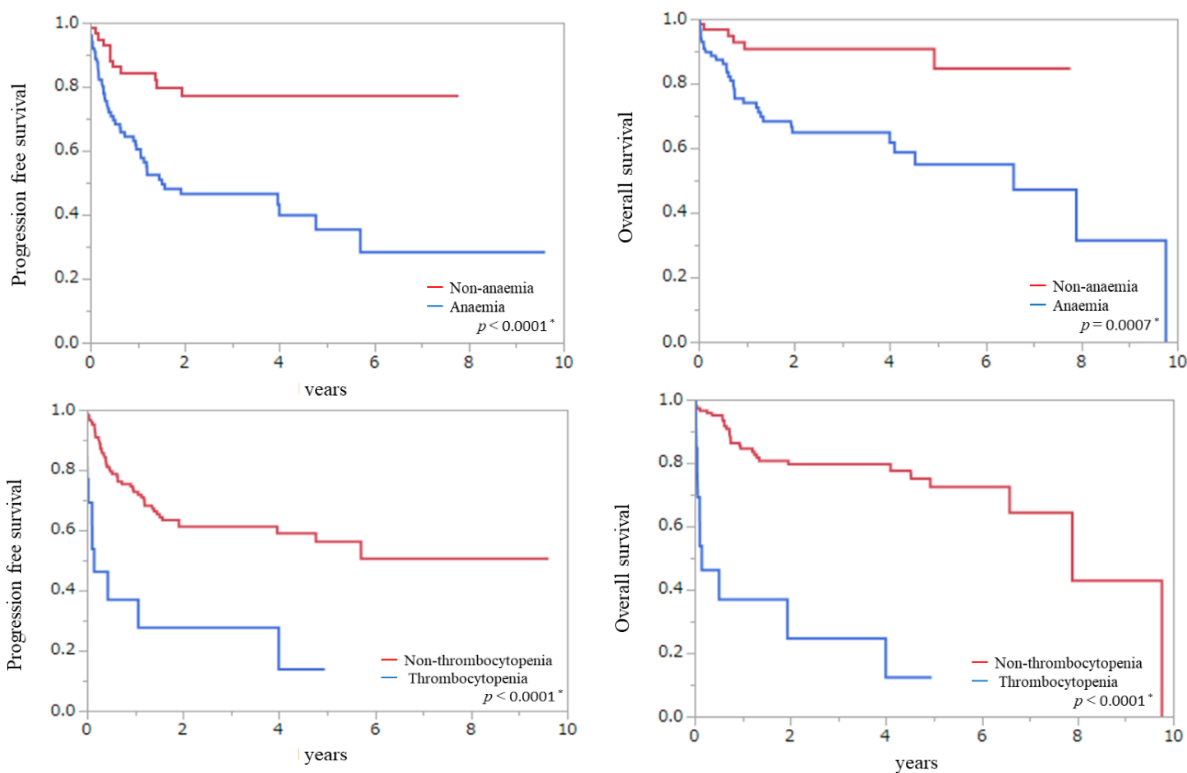 Progression free survival
1.0
0.8
0.6
0.4
0.2
0.0
0 2 4 6 8 10
years
Non-anaemia
Anaemia
p < 0.0001 *
Overall survival
1.0
0.8
0.6
0.4
0.2
0.0
0 2 4 6 8 10
Non-anaemia
Anaemia
p = 0.0007 *
Progression free survival
1.0
0.8
0.6
0.4
0.2
0.0
0 2 4 6 8 10
years
Non-thrombocytopenia
Thrombocytopenia
p < 0.0001 *
Overall survival
1.0
0.8
0.6
0.4
0.2
0.0
0 2 4 6 8 10
years
Non-thrombocytopenia
Thrombocytopenia
p < 0.0001 *